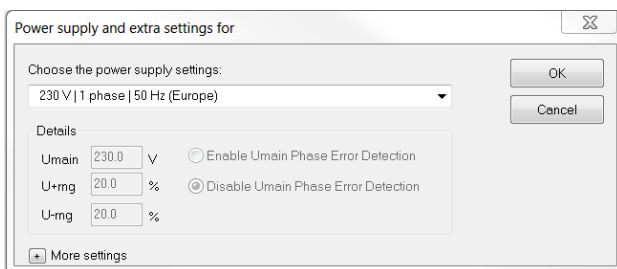 Power supply and extra settings for
Choose the power supply settings:
230 V | 1 phase | 50 Hz (Europe)
OK
Cancel
Details
Umain 230.0 V Enable Umain Phase Error Detection
U+rng 20.0 % Disable Umain Phase Error Detection
U-rng 20.0 %
+ More settings